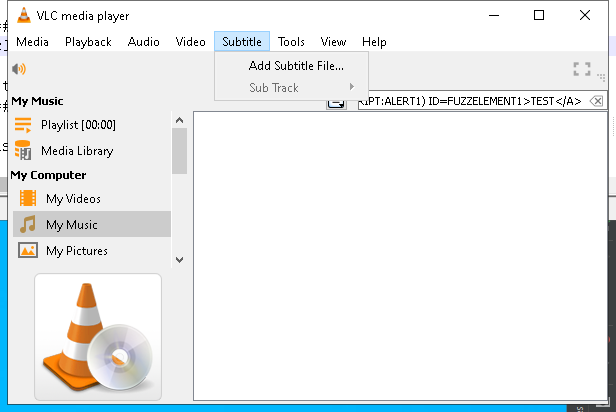 VLC media player
Media Playback Audio Video Subtitle Tools View Help
Add Subtitle File...
Sub Track
My Music
RIPT:ALERT1) ID=FUZZELEMENT1>TEST</A>
Playlist [00:00]
Media Library
My Computer
My Videos
My Music
My Pictures